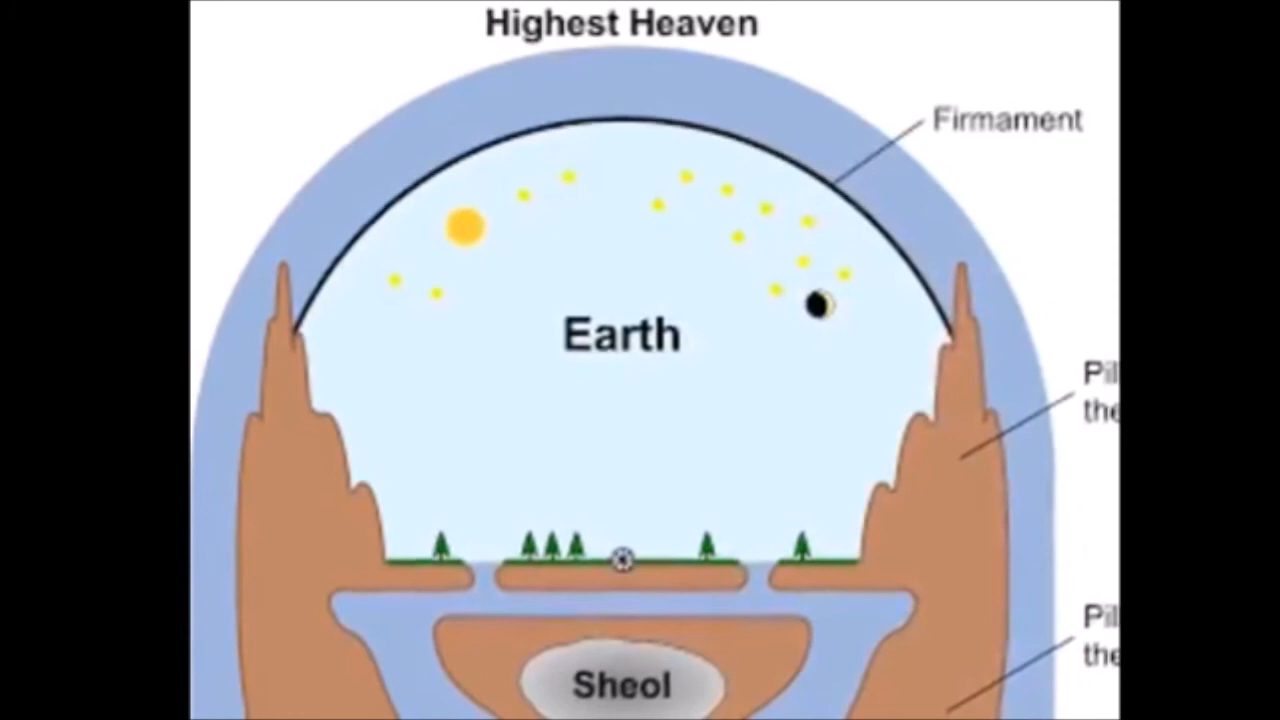 Highest Heaven
Firmament
Earth
Pil
the
Pil
the
Sheol